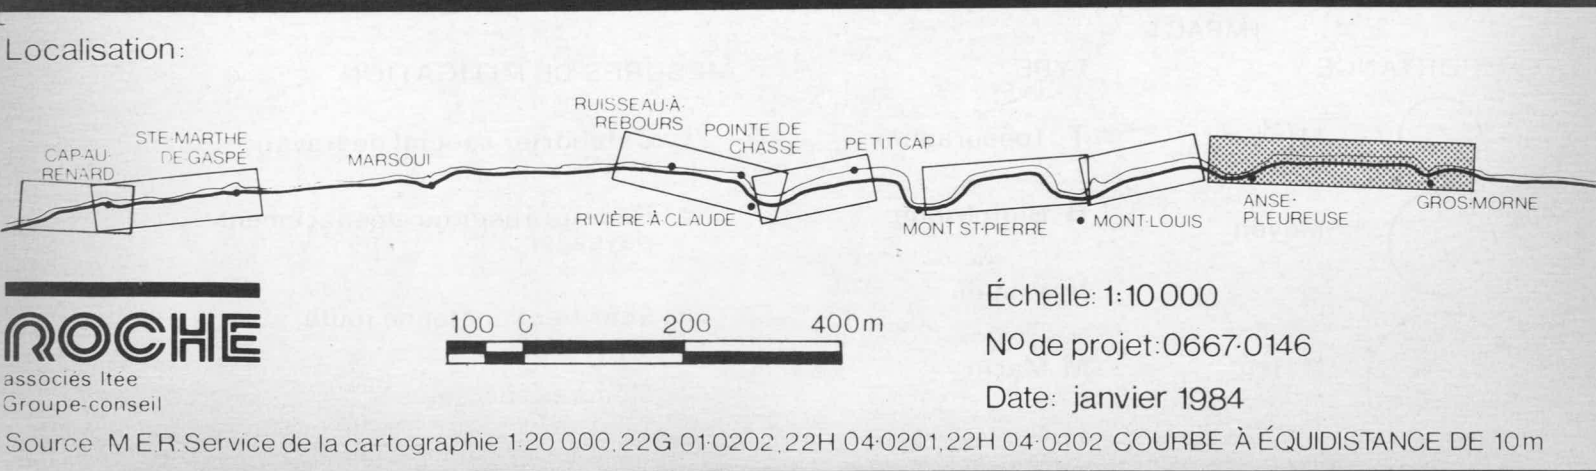 Localisation:
CAP-AU-
RENARD
STE-MARTHE
DE-GASPÉ
MARSOUI
RUISSEAU-À-
REBOURS
POINTE DE
CHASSE
PETIT CAP
RIVIÈRE-À-CLAUDE
MONT ST-PIERRE
MONT-LOUIS
ANSE-
PLEUREUSE
GROS-MORNE
ROCHE
associés ltée
Groupe-conseil
100 0 200 400m
Échelle: 1:10 000
Nº de projet: 0667-0146
Date: janvier 1984
Source M.E.R. Service de la cartographie 1:20 000, 22G 01-0202, 22H 04-0201, 22H 04-0202 COURBE À ÉQUIDISTANCE DE 10m